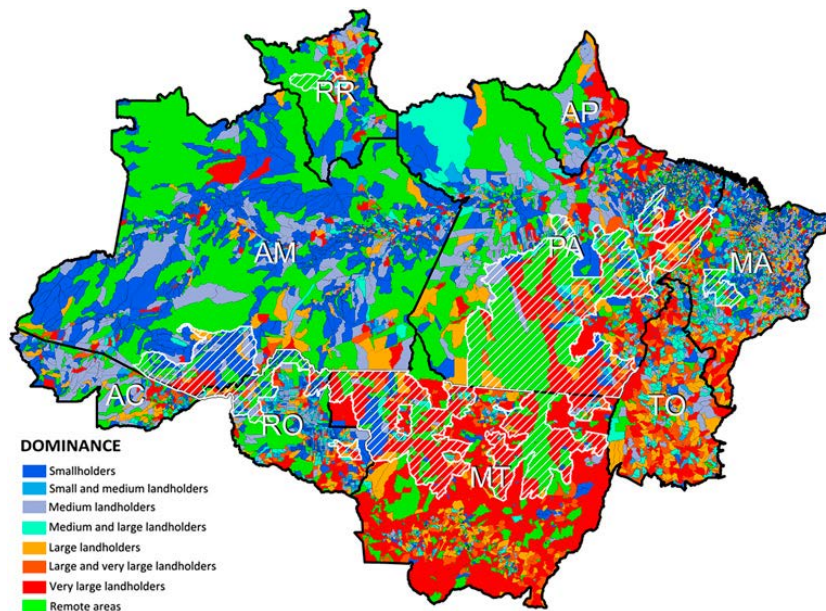 RR
AP
AM
PA
MA
AC
RO
MT
TO
DOMINANCE
Smallholders
Small and medium landholders
Medium landholders
Medium and large landholders
Large landholders
Large and very large landholders
Very large landholders
Remote areas